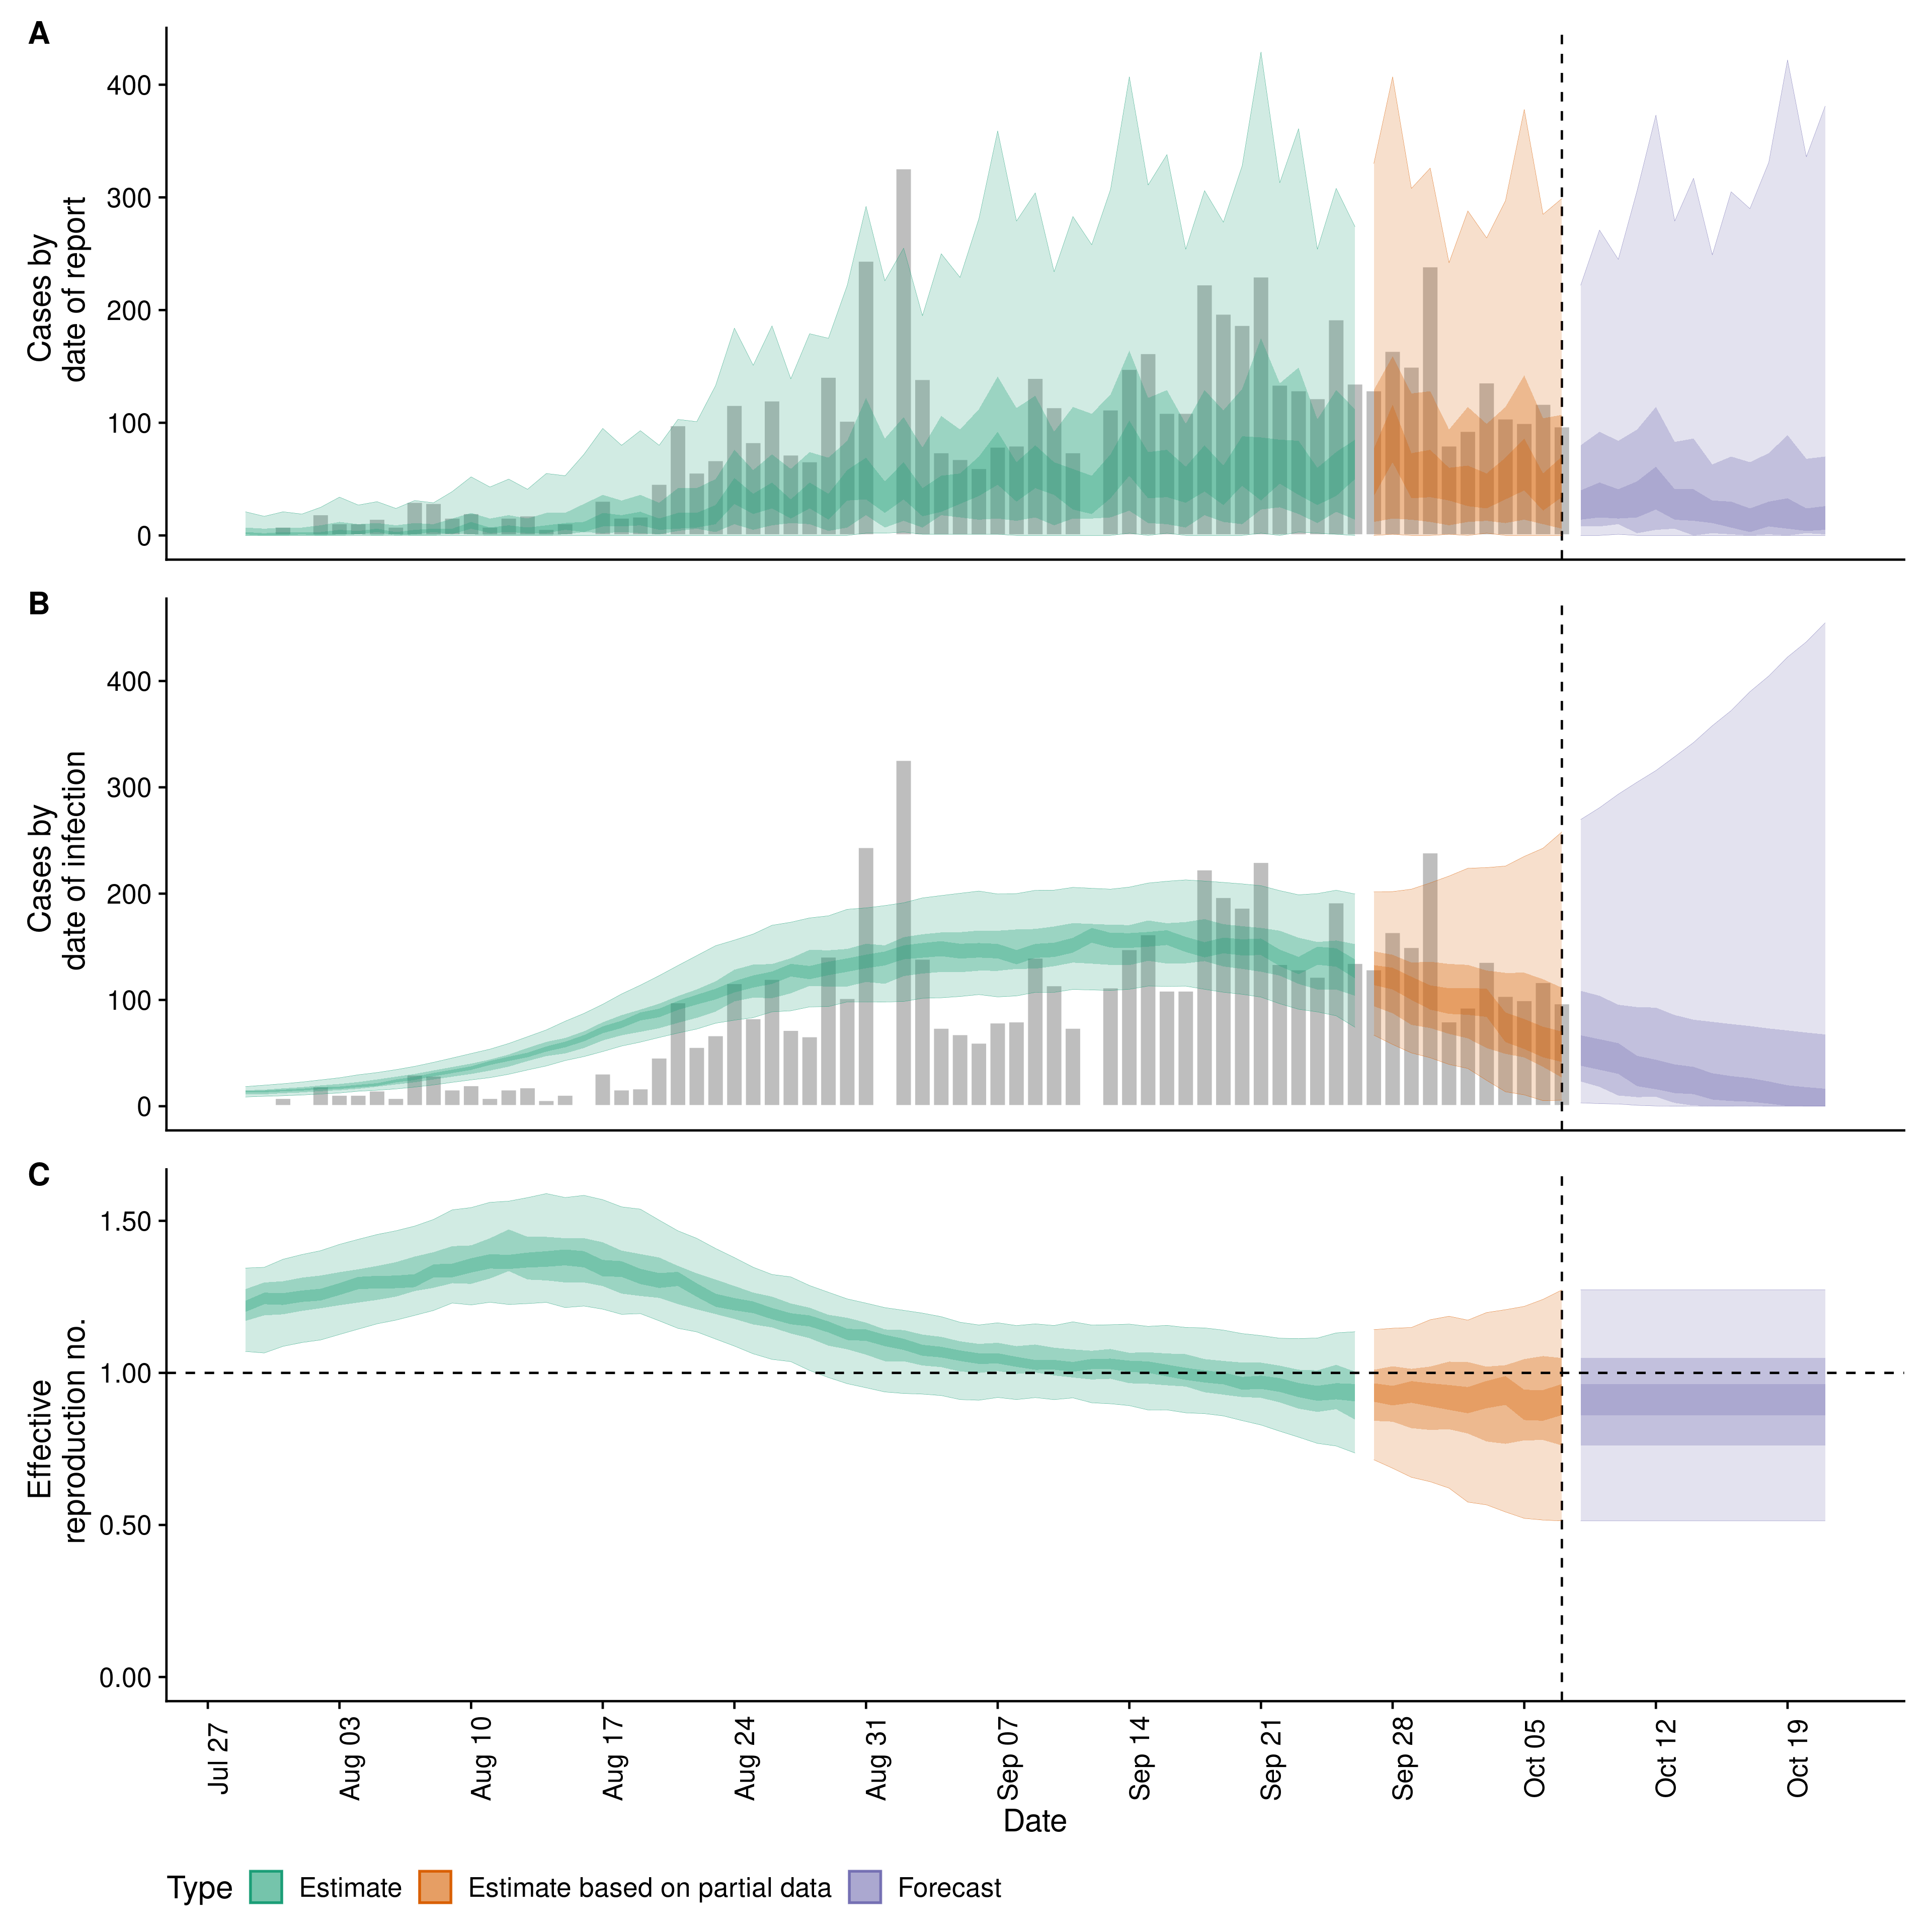 A
Cases by
date of report
400
300
200
100
0
B
Cases by
date of infection
400
300
200
100
0
C
Effective
reproduction no.
1.50
1.00
0.50
0.00
Jul 27
Aug 03
Aug 10
Aug 17
Aug 24
Aug 31
Sep 07
Sep 14
Sep 21
Sep 28
Oct 05
Oct 12
Oct 19
Date
Type Estimate Estimate based on partial data Forecast